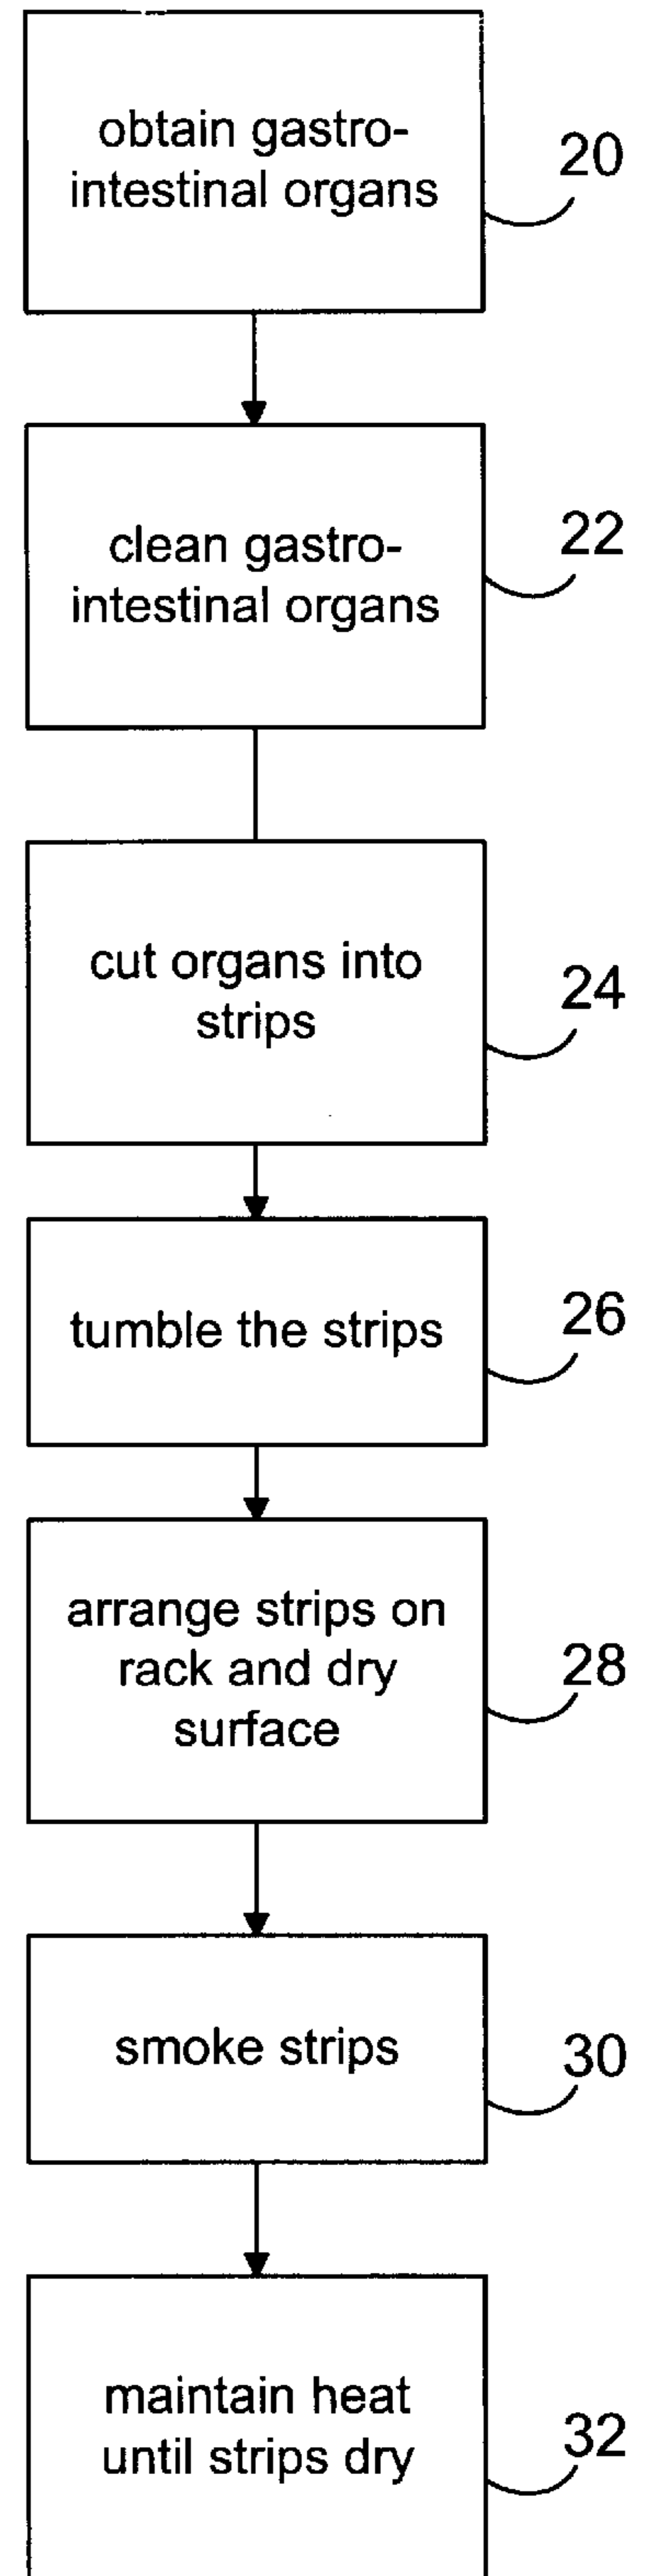 obtain gastro-
intestinal organs
20
clean gastro-
intestinal organs
22
cut organs into
strips
24
tumble the strips
26
arrange strips on
rack and dry
surface
28
smoke strips
30
maintain heat
until strips dry
32